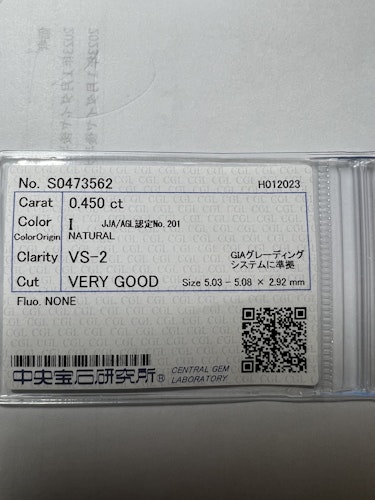 No. S0473562 H012023
Carat 0.450 ct
Color I JJA/AGL認定No.201
ColorOrigin NATURAL
Clarity VS-2 GIAグレーディング
システムに準拠
Cut VERY GOOD Size 5.03 - 5.08 × 2.92 mm
Fluo. NONE
中央宝石研究所® CENTRAL GEM
LABORATORY